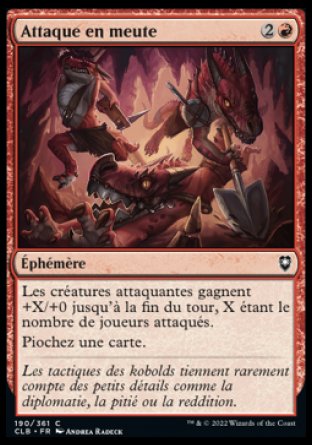 Attaque en meute 2
Éphémère
Les créatures attaquantes gagnent
+X/+0 jusqu'à la fin du tour, X étant le
nombre de joueurs attaqués.
Piochez une carte.
Les tactiques des kobolds tiennent rarement
compte des petits détails comme la
diplomatie, la pitié ou la reddition.
190/361 C
CLB • FR Andrea Radeck
™ & © 2022 Wizards of the Coast